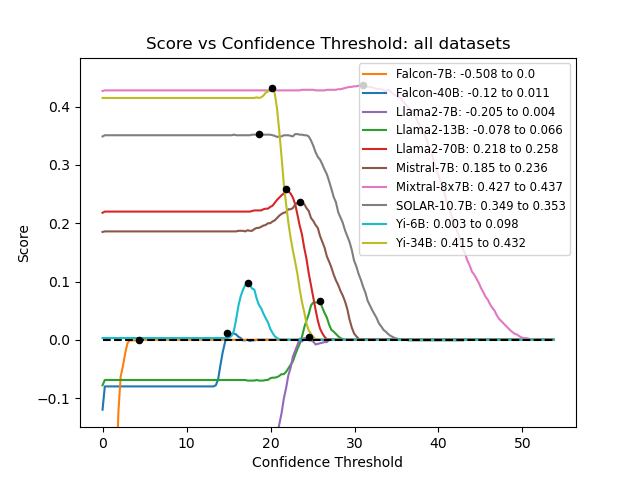 Score vs Confidence Threshold: all datasets
Falcon-7B: -0.508 to 0.0
Falcon-40B: -0.12 to 0.011
Llama2-7B: -0.205 to 0.004
Llama2-13B: -0.078 to 0.066
Llama2-70B: 0.218 to 0.258
Mistral-7B: 0.185 to 0.236
Mixtral-8x7B: 0.427 to 0.437
SOLAR-10.7B: 0.349 to 0.353
Yi-6B: 0.003 to 0.098
Yi-34B: 0.415 to 0.432
Score
0.4
0.3
0.2
0.1
0.0
−0.1
0 10 20 30 40 50
Confidence Threshold